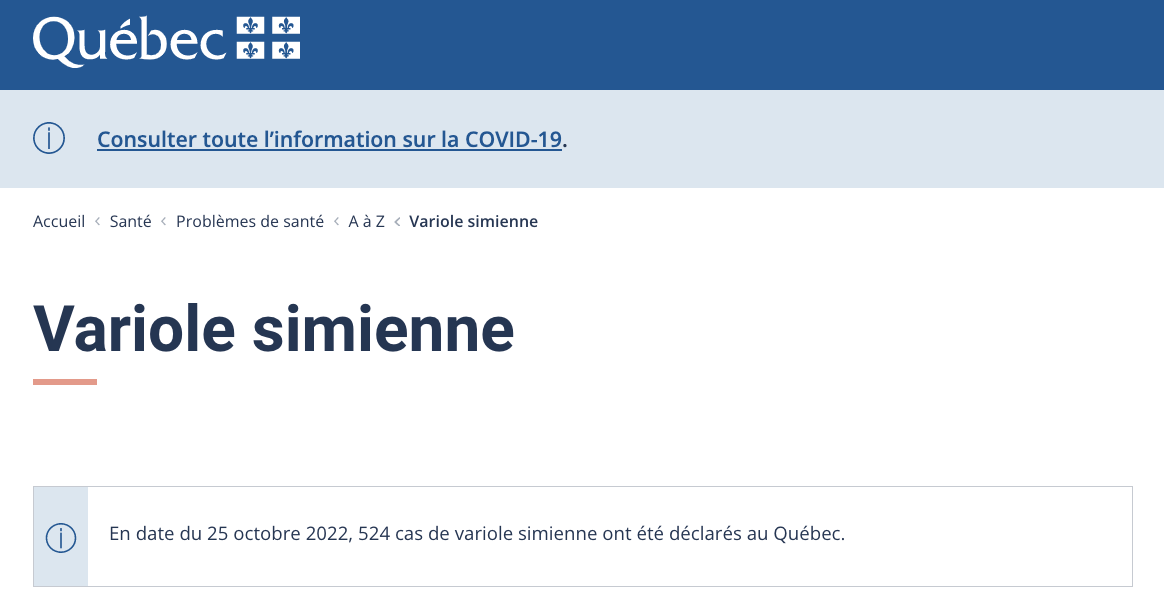 Québec
Consulter toute l’information sur la COVID-19.
Accueil < Santé < Problèmes de santé < A à Z < Variole simienne
Variole simienne
En date du 25 octobre 2022, 524 cas de variole simienne ont été déclarés au Québec.